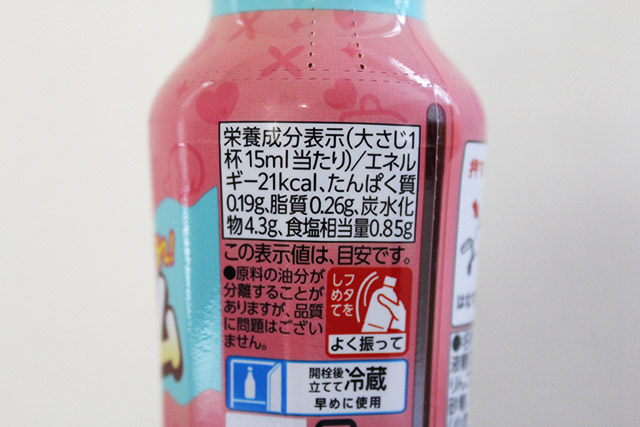 栄養成分表示(大さじ1
杯15ml当たり)/エネル
ギー21kcal、たんぱく質
0.19g、脂質0.26g、炭水化
物4.3g、食塩相当量0.85g
この表示値は、目安です。
●原料の油分が
分離することが
ありますが、品質
に問題はござい
ません。
フタを
しめて
よく振って
開栓後
立てて冷蔵
早めに使用